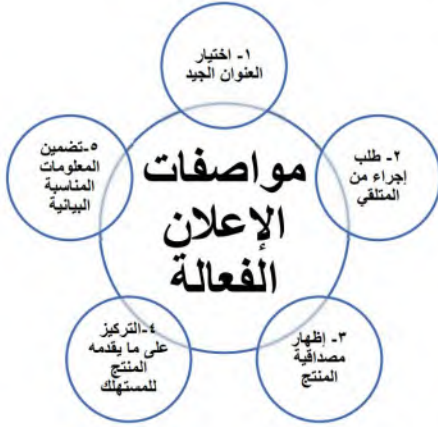 مواصفات
الإعلان
الفعالة
١- اختيار
العنوان الجيد
٢- طلب
إجراء من
المتلقي
٣- إظهار
مصداقية
المنتج
٤-التركيز
على ما يقدمه
المنتج
للمستهلك
٥-تضمين
المعلومات
المناسبة
البيانية